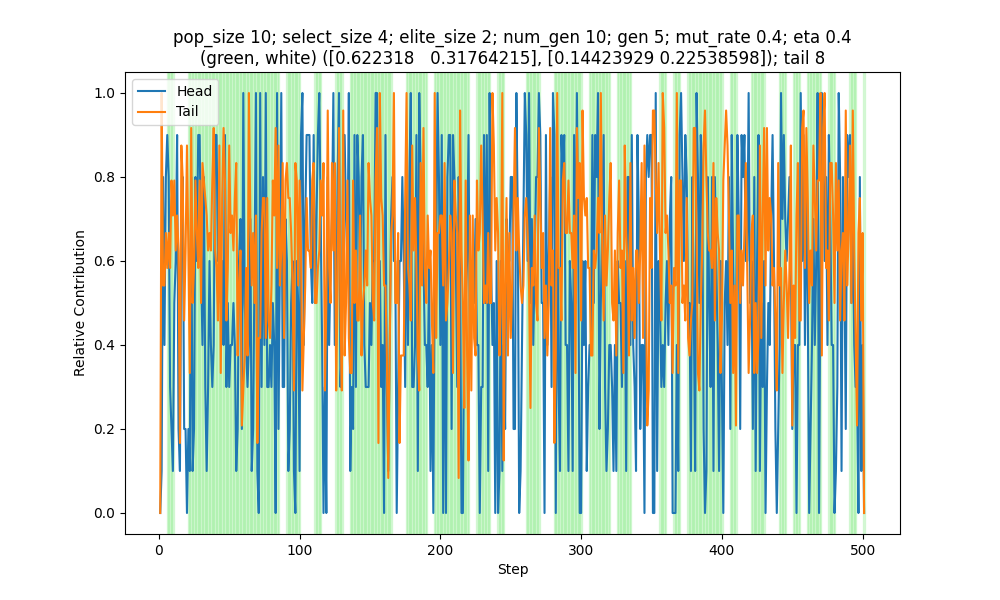 pop_size 10; select_size 4; elite_size 2; num_gen 10; gen 5; mut_rate 0.4; eta 0.4
(green, white) ([0.622318   0.31764215], [0.14423929 0.22538598]); tail 8
Head
Tail
Relative Contribution
1.0
0.8
0.6
0.4
0.2
0.0
0 100 200 300 400 500
Step